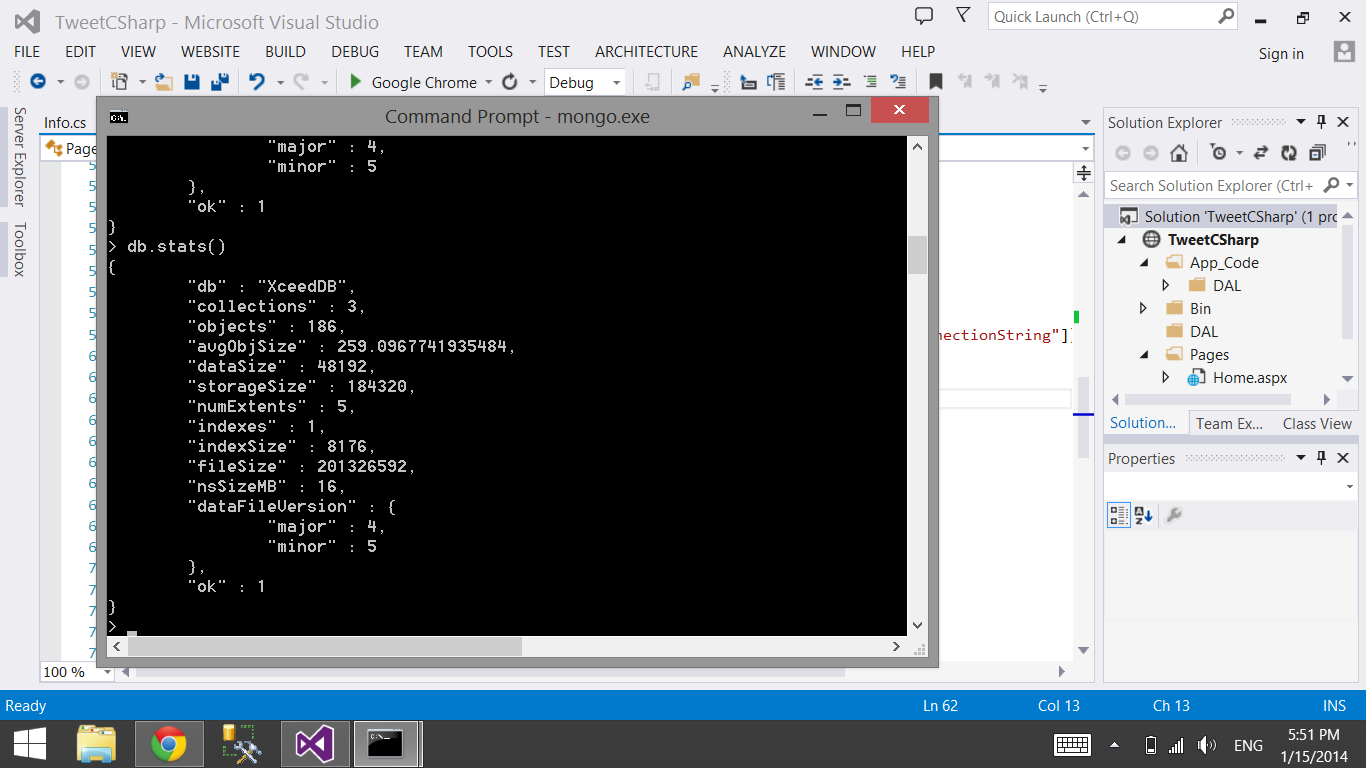 TweetCSharp - Microsoft Visual Studio
Quick Launch (Ctrl+Q)
FILE EDIT VIEW WEBSITE BUILD DEBUG TEAM TOOLS TEST ARCHITECTURE ANALYZE WINDOW HELP
Sign in
Google Chrome
Debug
Server Explorer
Toolbox
Info.cs
Page
Command Prompt - mongo.exe
"major" : 4,
"minor" : 5
},
"ok" : 1
}
> db.stats()
{
"db" : "XceedDB",
"collections" : 3,
"objects" : 186,
"avgObjSize" : 259.0967741935484,
"dataSize" : 48192,
"storageSize" : 184320,
"numExtents" : 5,
"indexes" : 1,
"indexSize" : 8176,
"fileSize" : 201326592,
"nsSizeMB" : 16,
"dataFileVersion" : {
"major" : 4,
"minor" : 5
},
"ok" : 1
}
>
nectionString"]
Solution Explorer
Search Solution Explorer (Ctrl+
Solution 'TweetCSharp' (1 prc
TweetCSharp
App_Code
DAL
Bin
DAL
Pages
Home.aspx
Solution... Team Ex... Class View
Properties
100 %
Ready
Ln 62 Col 13 Ch 13 INS
ENG
5:51 PM
1/15/2014